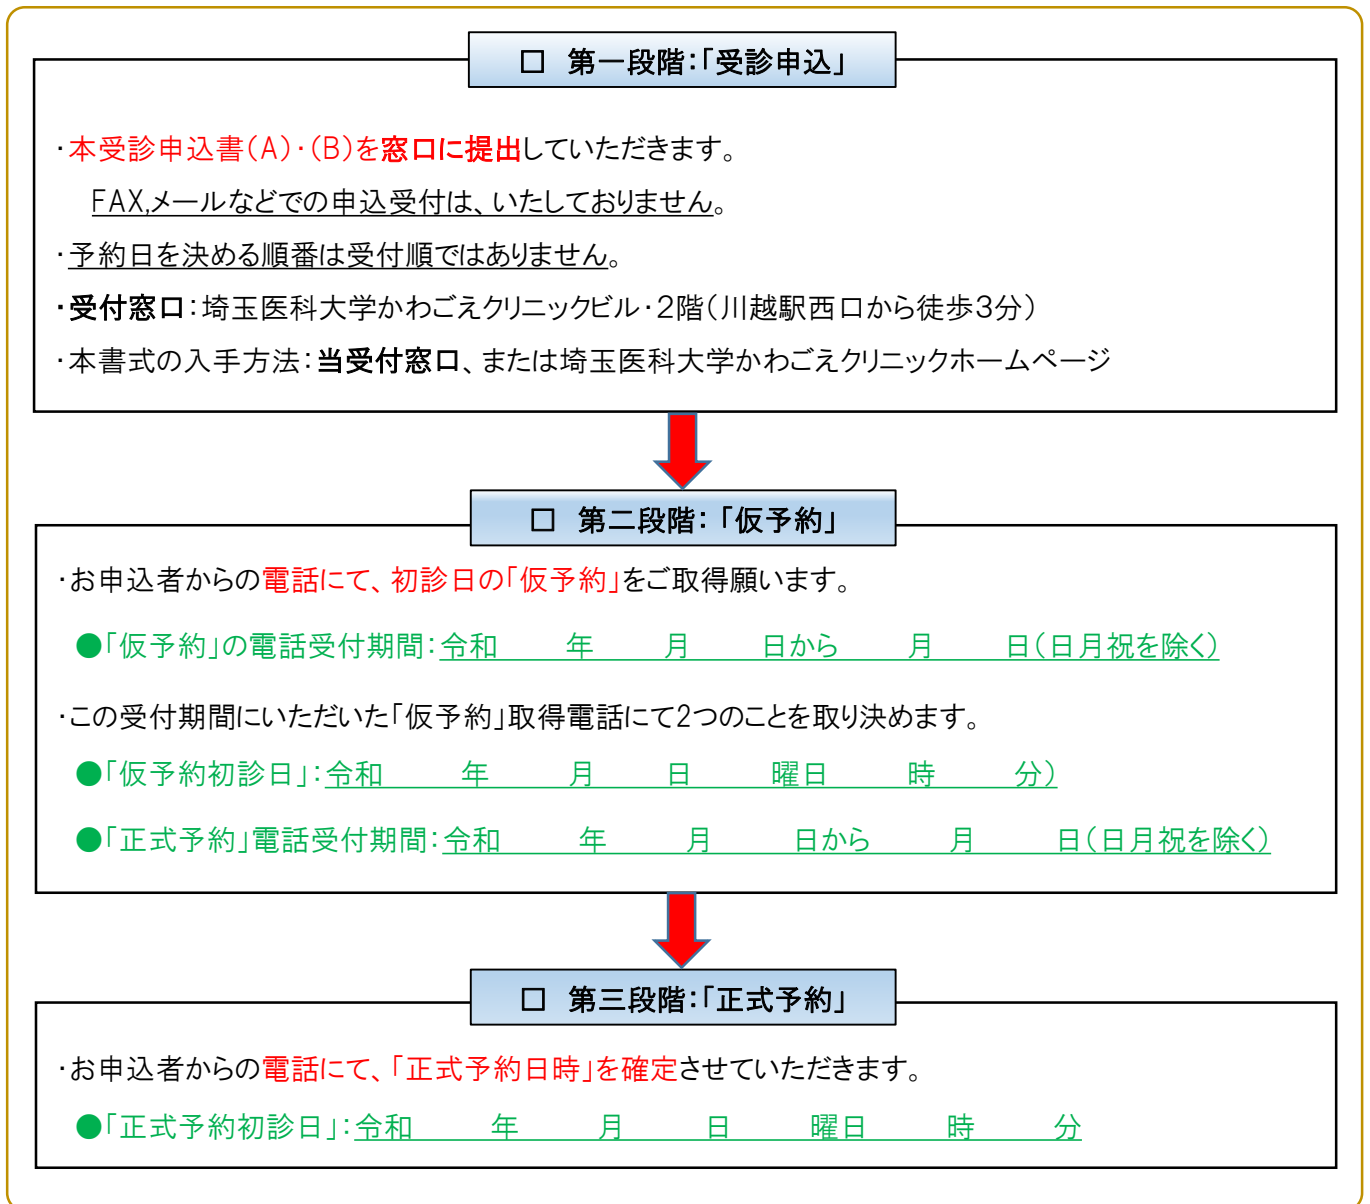 □ 第一段階:「受診申込」
・本受診申込書(A)・(B)を窓口に提出していただきます。
FAX,メールなどでの申込受付は、いたしておりません。
・予約日を決める順番は受付順ではありません。
・受付窓口:埼玉医科大学かわごえクリニックビル・2階(川越駅西口から徒歩3分)
・本書式の入手方法:当受付窓口、または埼玉医科大学かわごえクリニックホームページ
□ 第二段階:「仮予約」
・お申込者からの電話にて、初診日の「仮予約」をご取得願います。
●「仮予約」の電話受付期間:令和　　年　　月　　日から　　月　　日(日月祝を除く)
・この受付期間にいただいた「仮予約」取得電話にて2つのことを取り決めます。
●「仮予約初診日」:令和　　年　　月　　日　　曜日　　時　　分)
●「正式予約」電話受付期間:令和　　年　　月　　日から　　月　　日(日月祝を除く)
□ 第三段階:「正式予約」
・お申込者からの電話にて、「正式予約日時」を確定させていただきます。
●「正式予約初診日」:令和　　年　　月　　日　　曜日　　時　　分